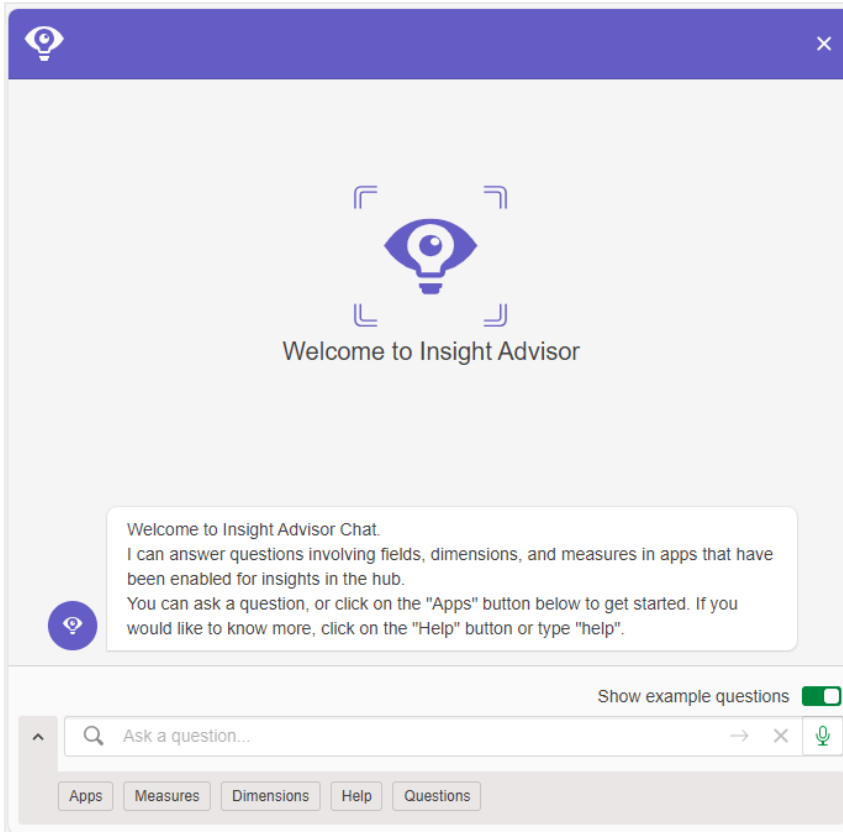 Welcome to Insight Advisor
Welcome to Insight Advisor Chat.
I can answer questions involving fields, dimensions, and measures in apps that have
been enabled for insights in the hub.
You can ask a question, or click on the "Apps" button below to get started. If you
would like to know more, click on the "Help" button or type "help".
Show example questions
Ask a question...
Apps Measures Dimensions Help Questions